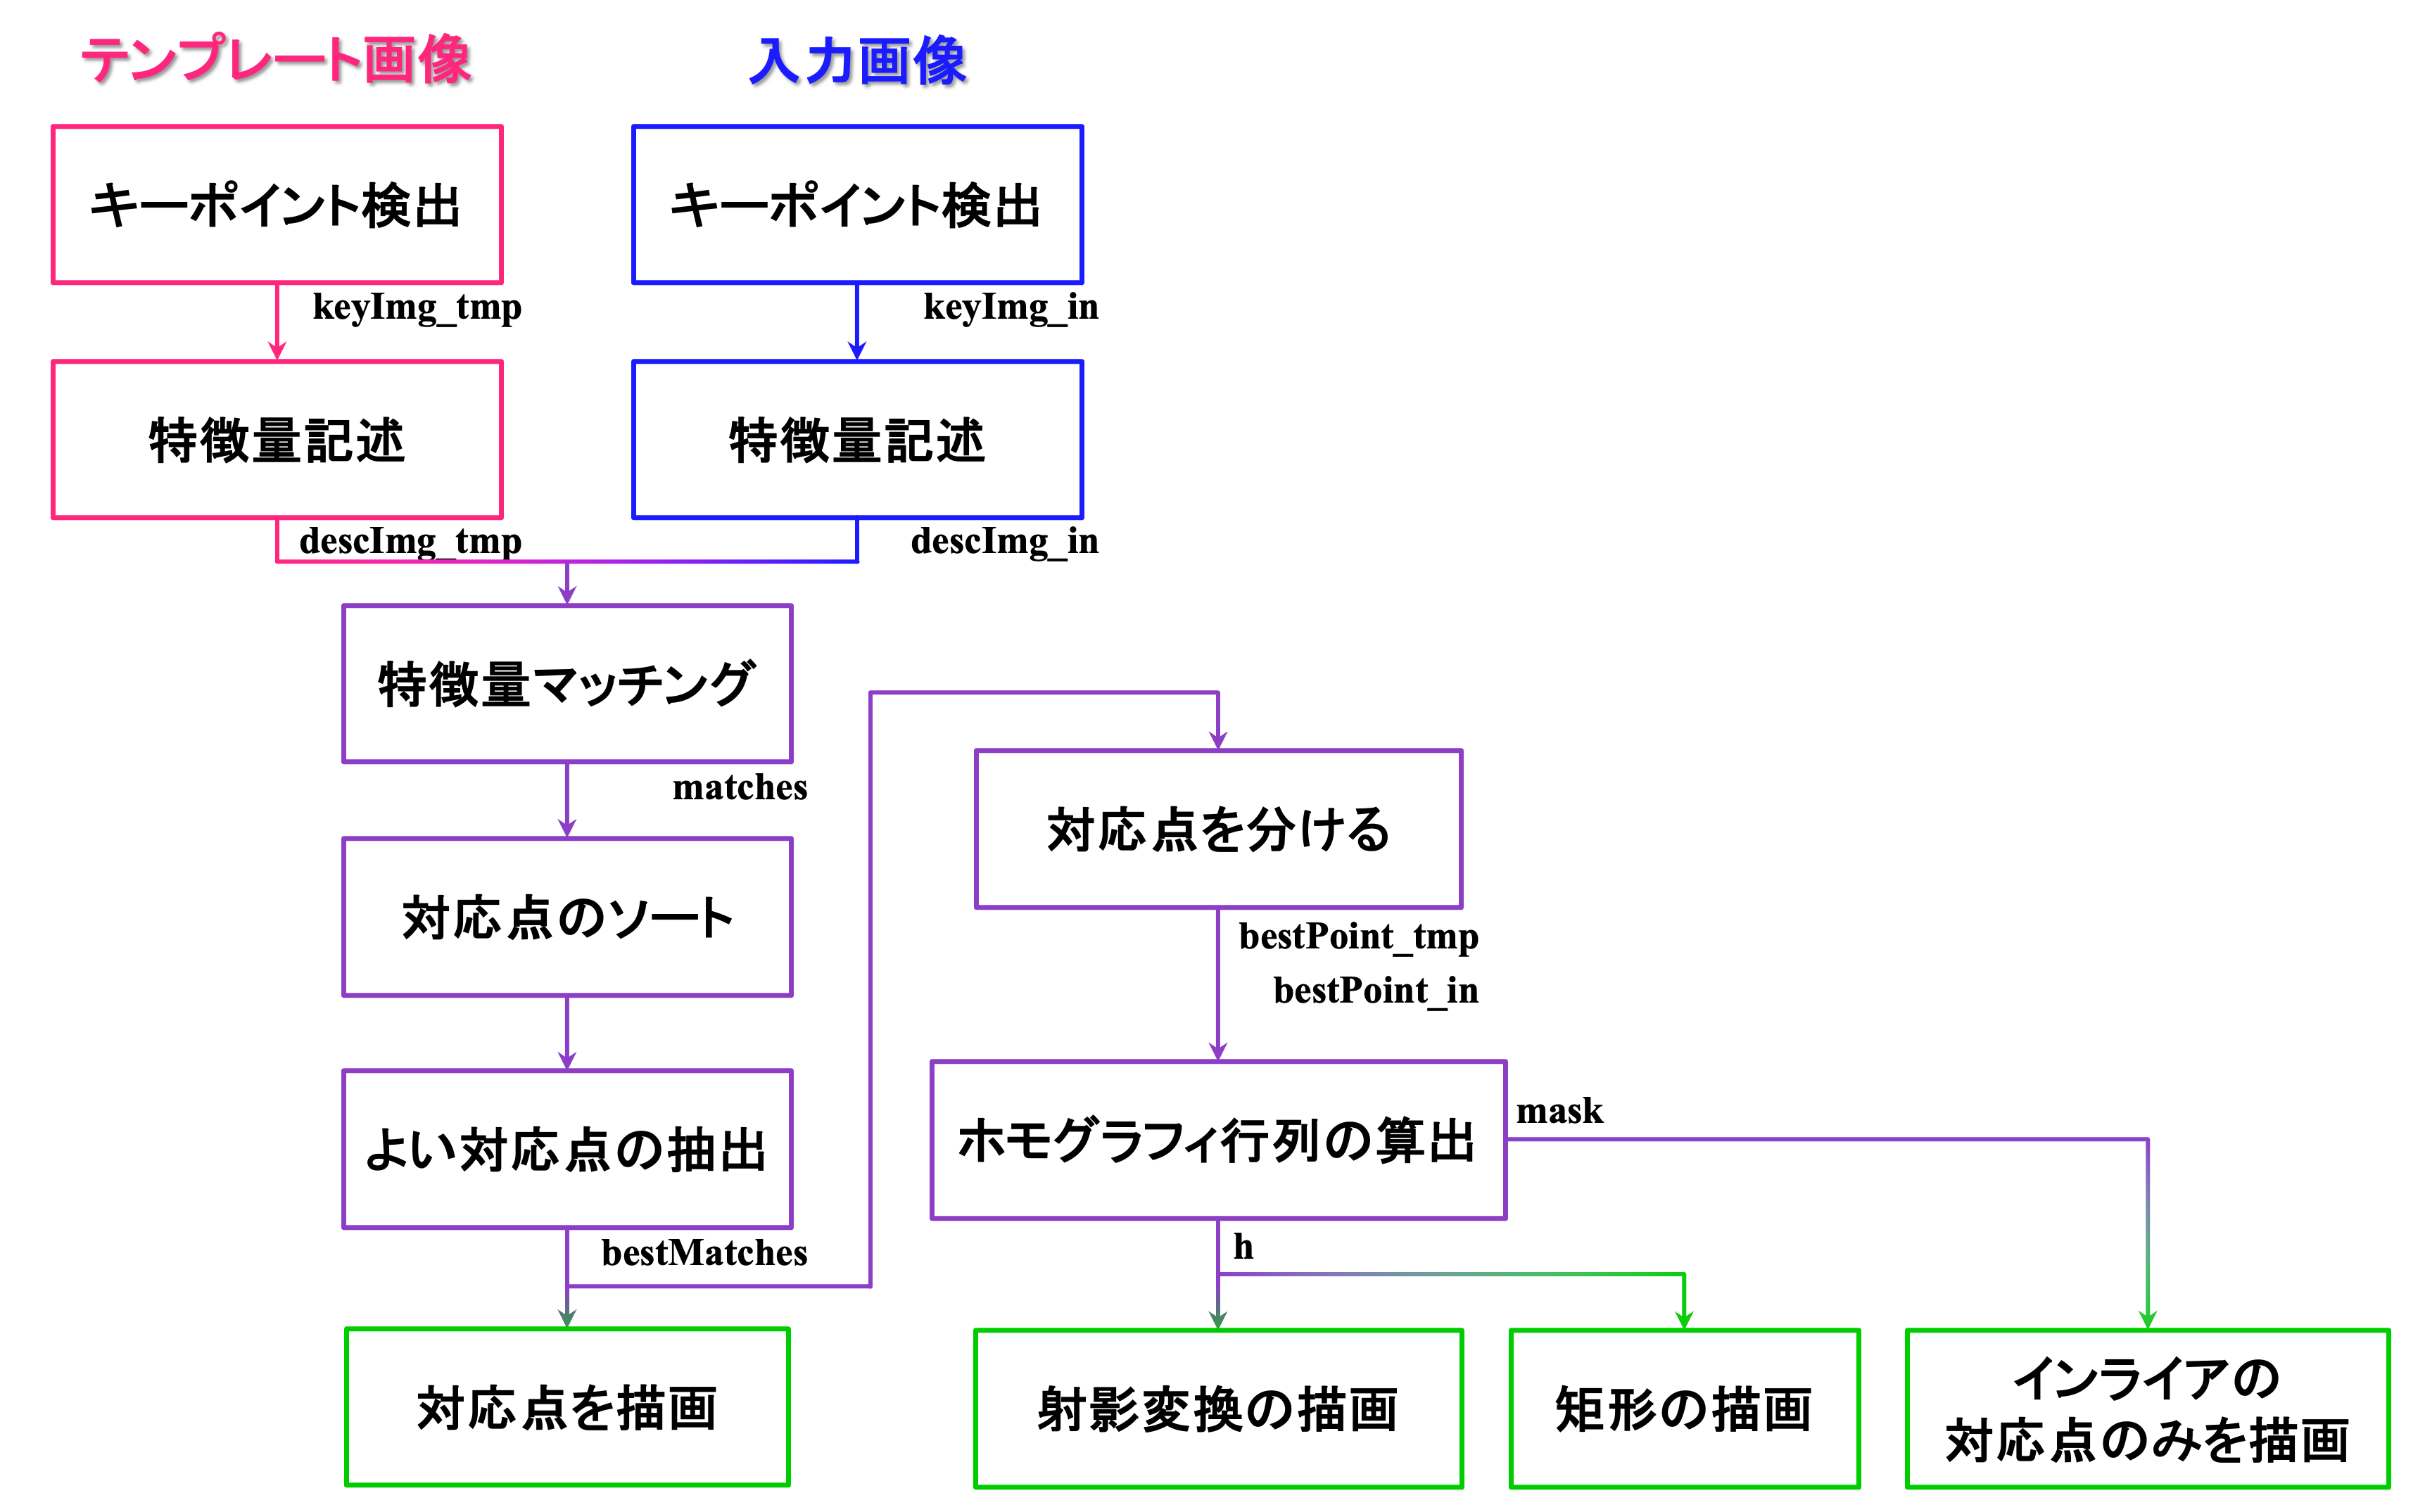 テンプレート画像
入力画像
キーポイント検出
キーポイント検出
keyImg_tmp
keyImg_in
特徴量記述
特徴量記述
descImg_tmp
descImg_in
特徴量マッチング
matches
対応点のソート
よい対応点の抽出
bestMatches
対応点を描画
対応点を分ける
bestPoint_tmp
bestPoint_in
ホモグラフィ行列の算出
mask
h
射影変換の描画
矩形の描画
インライアの
対応点のみを描画